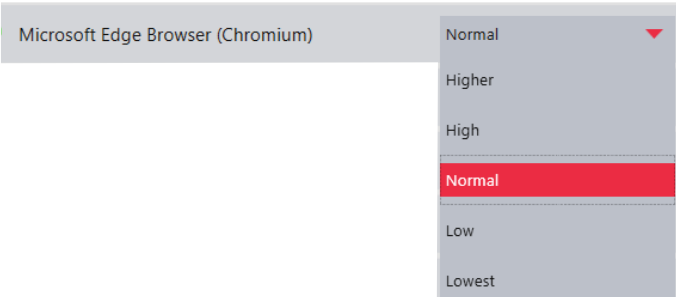 Microsoft Edge Browser (Chromium) Normal
Higher
High
Normal
Low
Lowest